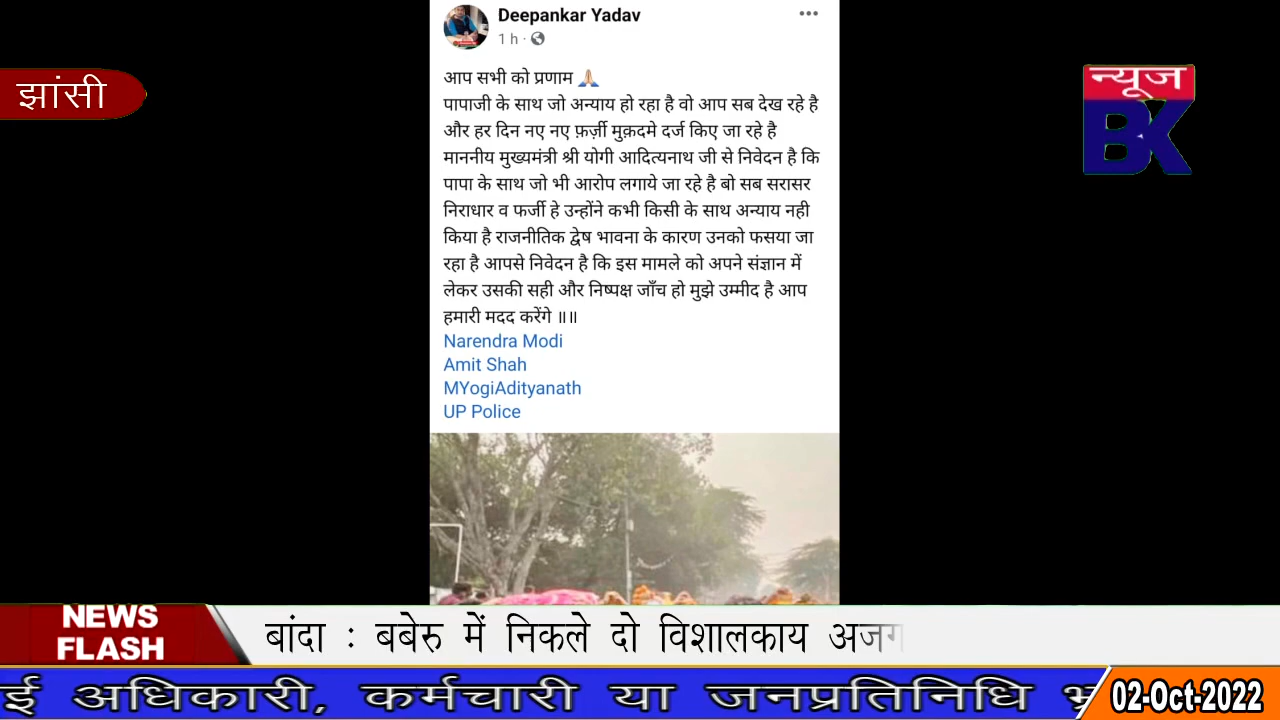 Deepankar Yadav
1 h ·
झांसी
न्यूज
BK
आप सभी को प्रणाम 🙏🏻
पापाजी के साथ जो अन्याय हो रहा है वो आप सब देख रहे है
और हर दिन नए नए फ़र्ज़ी मुक़दमे दर्ज किए जा रहे है
माननीय मुख्यमंत्री श्री योगी आदित्यनाथ जी से निवेदन है कि
पापा के साथ जो भी आरोप लगाये जा रहे है बो सब सरासर
निराधार व फर्जी हे उन्होंने कभी किसी के साथ अन्याय नही
किया है राजनीतिक द्वेष भावना के कारण उनको फसया जा
रहा है आपसे निवेदन है कि इस मामले को अपने संज्ञान में
लेकर उसकी सही और निष्पक्ष जाँच हो मुझे उम्मीद है आप
हमारी मदद करेंगे ॥॥
Narendra Modi
Amit Shah
MYogiAdityanath
UP Police
NEWS
FLASH
बांदा : बबेरु में निकले दो विशालकाय अजग
ई अधिकारी, कर्मचारी या जनप्रतिनिधि
02-Oct-2022